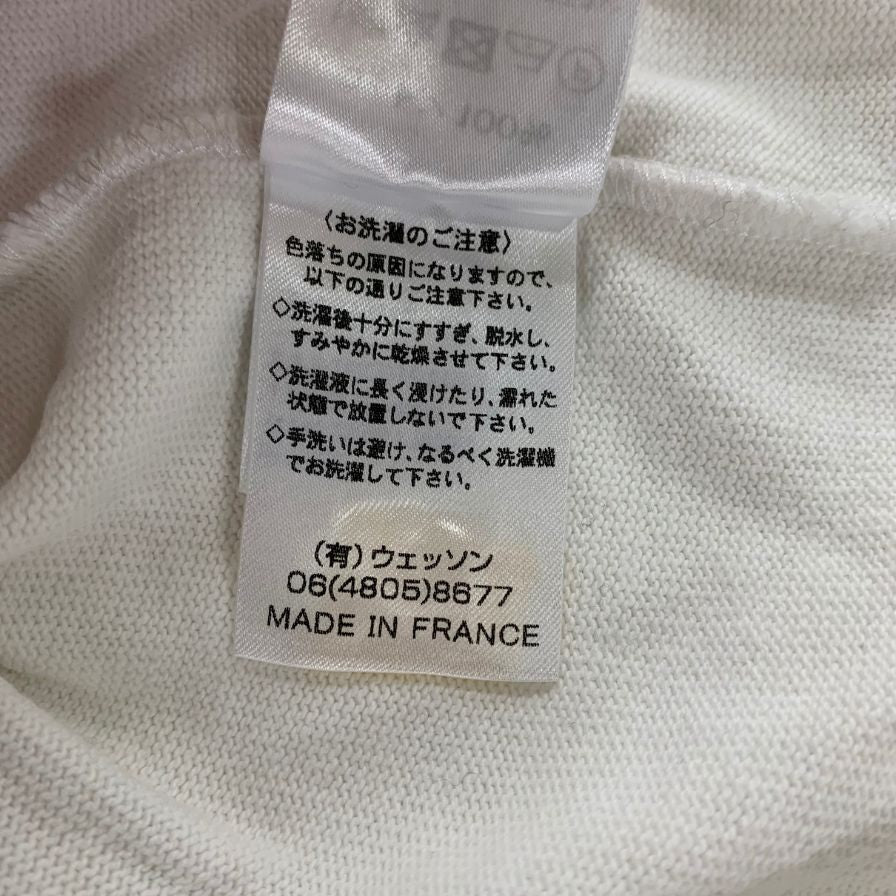 100%
〈お洗濯のご注意〉
色落ちの原因になりますので、
以下の通りご注意下さい。
◇洗濯後十分にすすぎ、脱水し、
すみやかに乾燥させて下さい。
◇洗濯液に長く浸けたり、濡れた
状態で放置しないで下さい。
◇手洗いは避け、なるべく洗濯機
でお洗濯して下さい。
(有)ウェッソン
06(4805)8677
MADE IN FRANCE